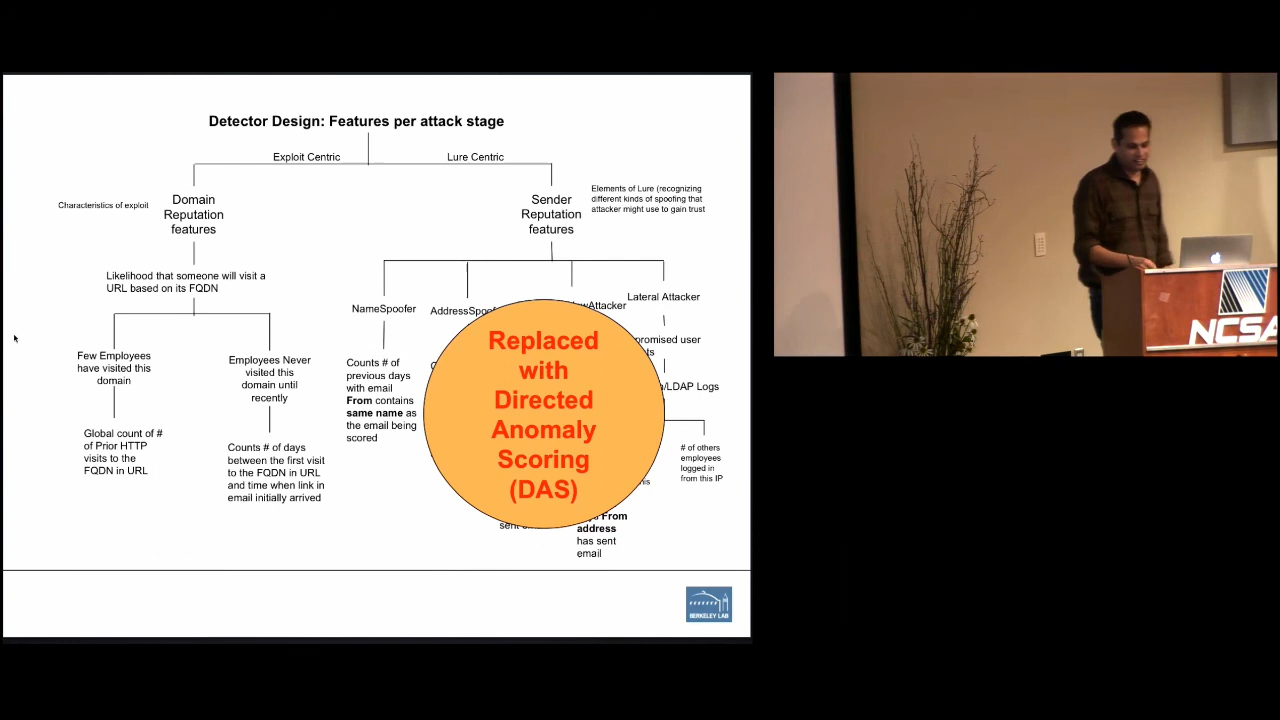 Detector Design: Features per attack stage
Exploit Centric
Lure Centric
Characteristics of exploit
Domain
Reputation
features
Sender
Reputation
features
Elements of Lure (recognizing
different kinds of spoofing that
attacker might use to gain trust
Likelihood that someone will visit a
URL based on its FQDN
Few Employees
have visited this
domain
Employees Never
visited this
domain until
recently
Global count of #
of Prior HTTP
visits to the
FQDN in URL
Counts # of days
between the first visit
to the FQDN in URL
and time when link in
email initially arrived
NameSpoofer
Counts # of
previous days
with email
From contains
same name as
the email being
scored
Lateral Attacker
/LDAP Logs
# of others
employees
logged in
from this IP
Replaced
with
Directed
Anomaly
Scoring
(DAS)
sent
From
address
has sent
email
BERKELEY LAB
NCSA